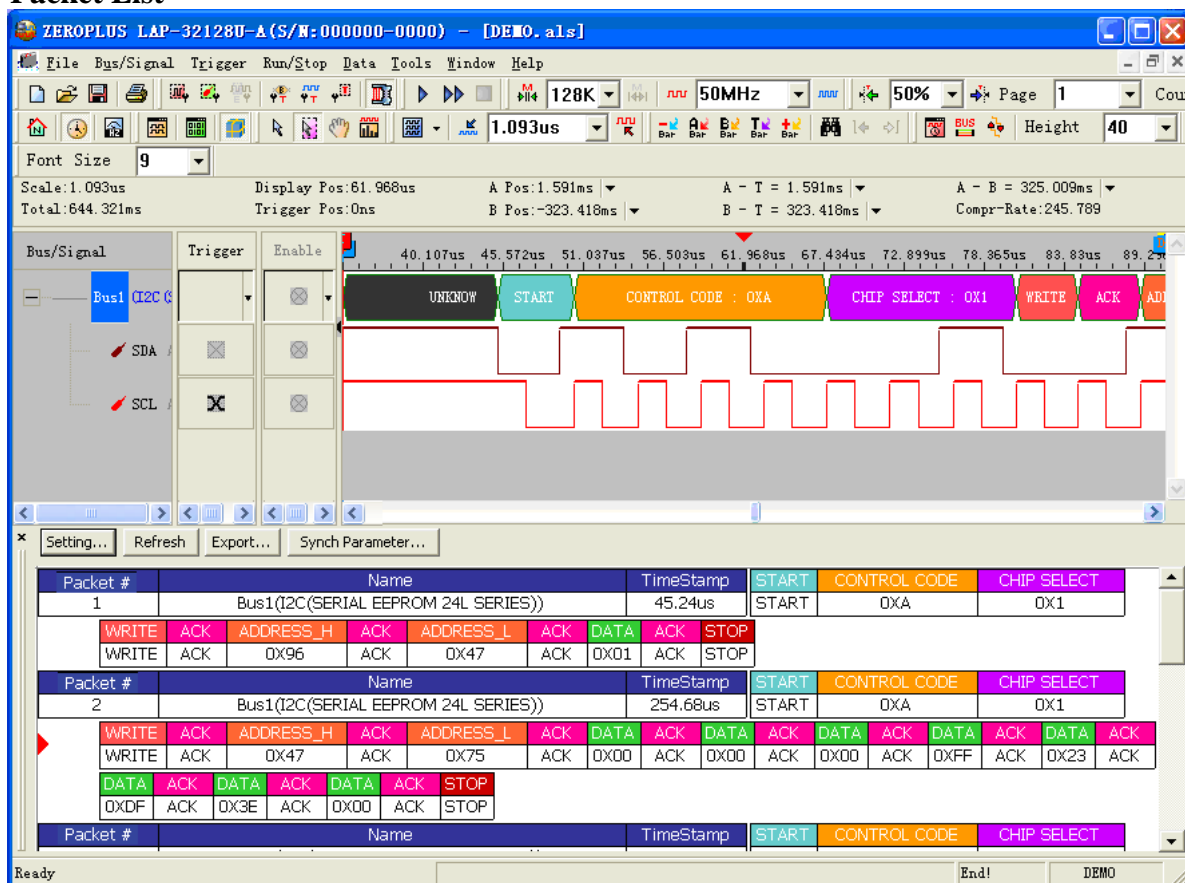 Packet List
ZEROPLUS LAP-32128U-A(S/N:000000-0000) - [DEMO.als]
File Bus/Signal Trigger Run/Stop Data Tools Window Help
128K 50MHz 50% Page 1 Cou
1.093us Bar Bar Bar Bar Bar BUS Height 40
Font Size 9
Scale:1.093us Display Pos:61.968us A Pos:1.591ms A - T = 1.591ms A - B = 325.009ms
Total:644.321ms Trigger Pos:0ns B Pos:-323.418ms B - T = 323.418ms Compr-Rate:245.789
Bus/Signal Trigger Enable 40.107us 45.572us 51.037us 56.503us 61.968us 67.434us 72.899us 78.365us 83.83us
Bus1 (I2C UNKNOW START CONTROL CODE : 0XA CHIP SELECT : 0X1 WRITE ACK
SDA
SCL
Setting... Refresh Export... Synch Parameter...
Packet # Name TimeStamp START CONTROL CODE CHIP SELECT
1 Bus1(I2C(SERIAL EEPROM 24L SERIES)) 45.24us START 0XA 0X1
WRITE ACK ADDRESS_H ACK ADDRESS_L ACK DATA ACK STOP
WRITE ACK 0X96 ACK 0X47 ACK 0X01 ACK STOP
Packet # Name TimeStamp START CONTROL CODE CHIP SELECT
2 Bus1(I2C(SERIAL EEPROM 24L SERIES)) 254.68us START 0XA 0X1
WRITE ACK ADDRESS_H ACK ADDRESS_L ACK DATA ACK DATA ACK DATA ACK DATA ACK DATA ACK
WRITE ACK 0X47 ACK 0X75 ACK 0X00 ACK 0X00 ACK 0X00 ACK 0XFF ACK 0X23 ACK
DATA ACK DATA ACK DATA ACK STOP
0XDF ACK 0X3E ACK 0X00 ACK STOP
Packet # Name TimeStamp START CONTROL CODE CHIP SELECT
Ready End! DEMO